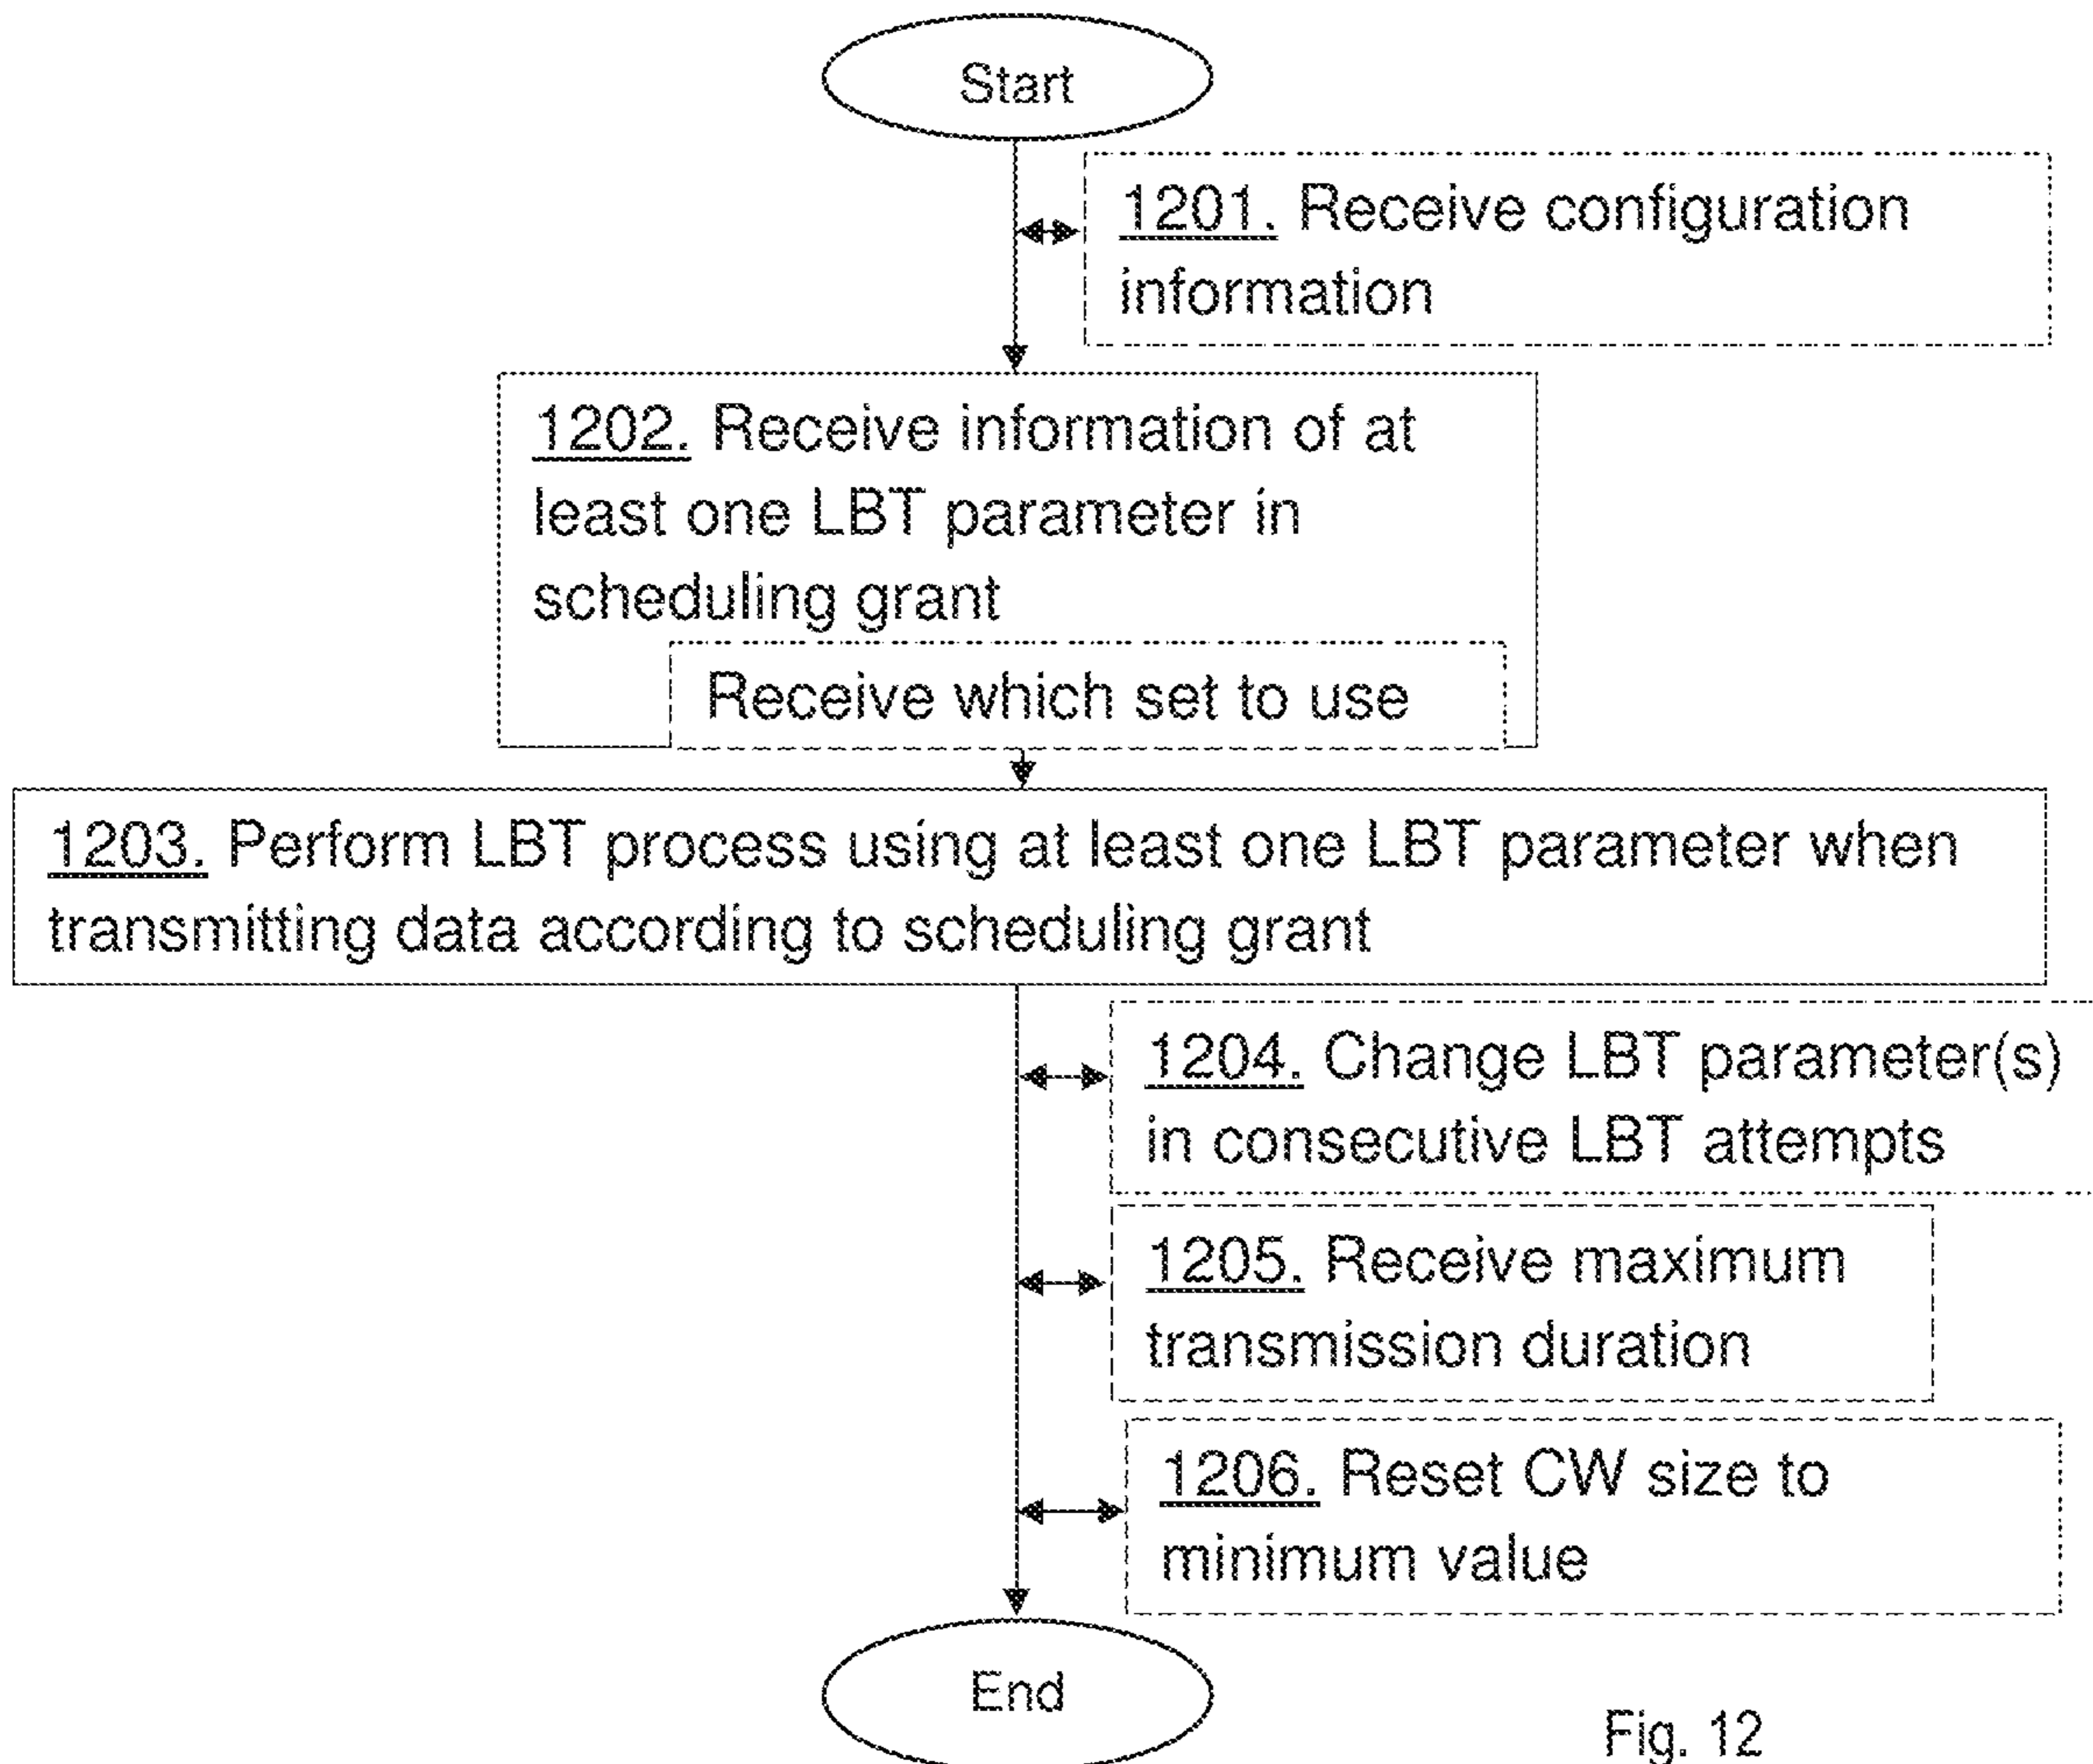 Start
1201. Receive configuration
information
1202. Receive information of at
least one LBT parameter in
scheduling grant
Receive which set to use
1203. Perform LBT process using at least one LBT parameter when
transmitting data according to scheduling grant
1204. Change LBT parameter(s)
in consecutive LBT attempts
1205. Receive maximum
transmission duration
1206. Reset CW size to
minimum value
End
Fig. 12